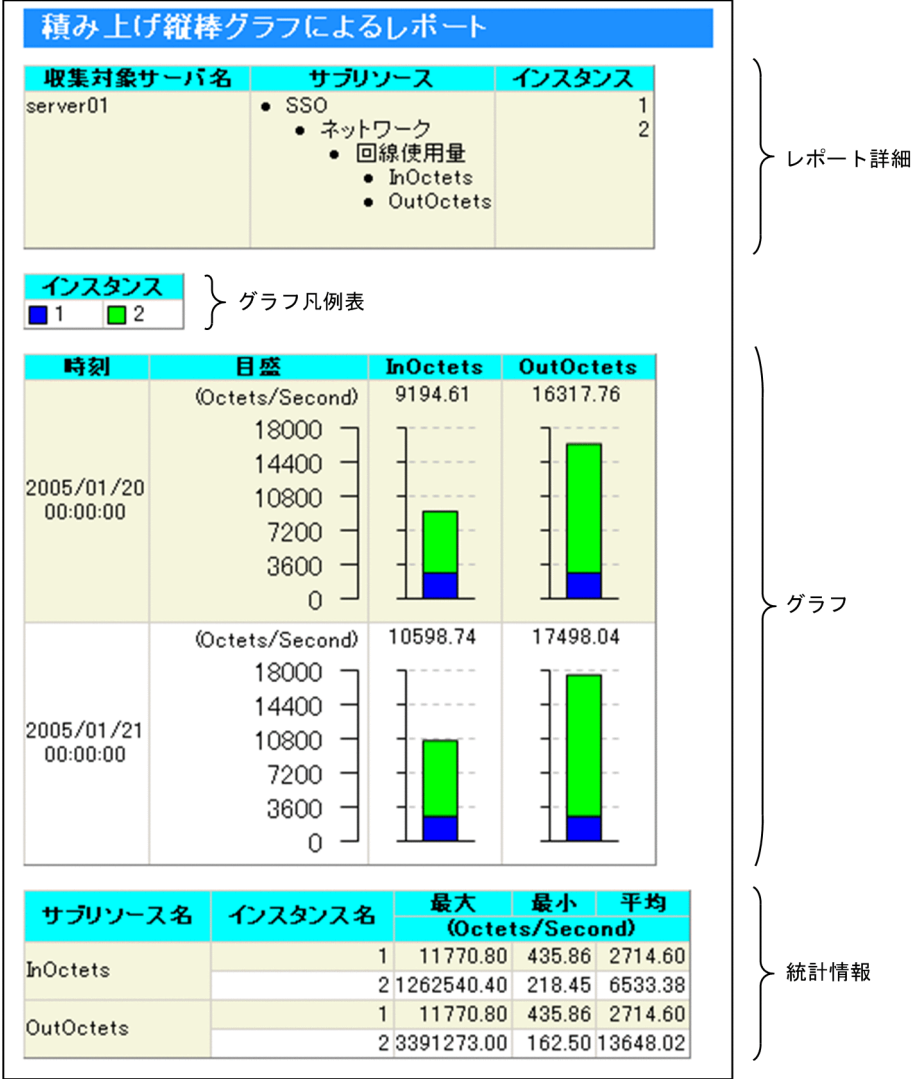 積み上げ縦棒グラフによるレポート
収集対象サーバ名 サブリソース インスタンス
server01 ● SSO 1
● ネットワーク 2
● 回線使用量
● InOctets
● OutOctets
レポート詳細
インスタンス
1 2
グラフ凡例表
時刻 目盛 InOctets OutOctets
(Octets/Second) 9194.61 16317.76
18000
14400
2005/01/20
10800
00:00:00
7200
3600
0
グラフ
(Octets/Second) 10598.74 17498.04
18000
14400
2005/01/21
10800
00:00:00
7200
3600
0
サブリソース名 インスタンス名 最大 最小 平均
(Octets/Second)
InOctets 1 11770.80 435.86 2714.60
2 1262540.40 218.45 6533.38
統計情報
OutOctets 1 11770.80 435.86 2714.60
2 3391273.00 162.50 13648.02